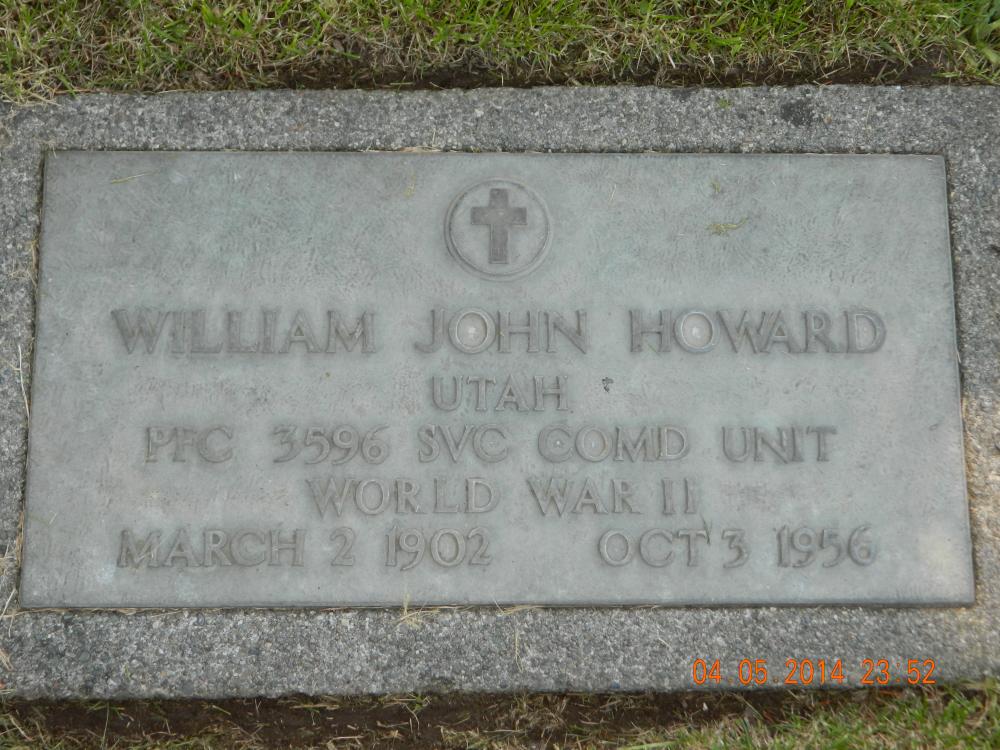 WILLIAM JOHN HOWARD
UTAH
PFC 3596 SVC COMD UNIT
WORLD WAR II
MARCH 2 1902 OCT 3 1956
04 05 2014 23 52